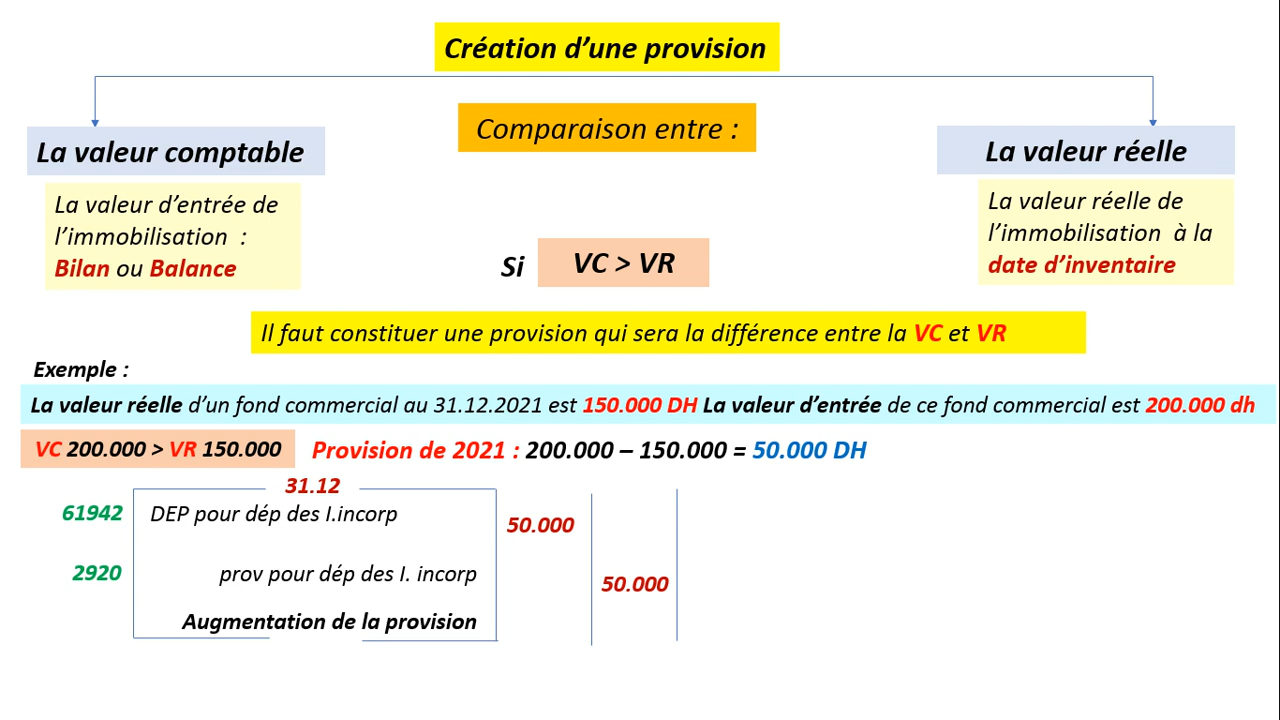 Création d'une provision
Comparaison entre :
La valeur comptable
La valeur réelle
La valeur d'entrée de
l'immobilisation :
Bilan ou Balance
La valeur réelle de
l'immobilisation à la
date d'inventaire
Si VC > VR
Il faut constituer une provision qui sera la différence entre la VC et VR
Exemple :
La valeur réelle d'un fond commercial au 31.12.2021 est 150.000 DH La valeur d'entrée de ce fond commercial est 200.000 dh
VC 200.000 > VR 150.000 Provision de 2021 : 200.000 – 150.000 = 50.000 DH
31.12
61942 DEP pour dép des I.incorp 50.000
2920 prov pour dép des I. incorp 50.000
Augmentation de la provision